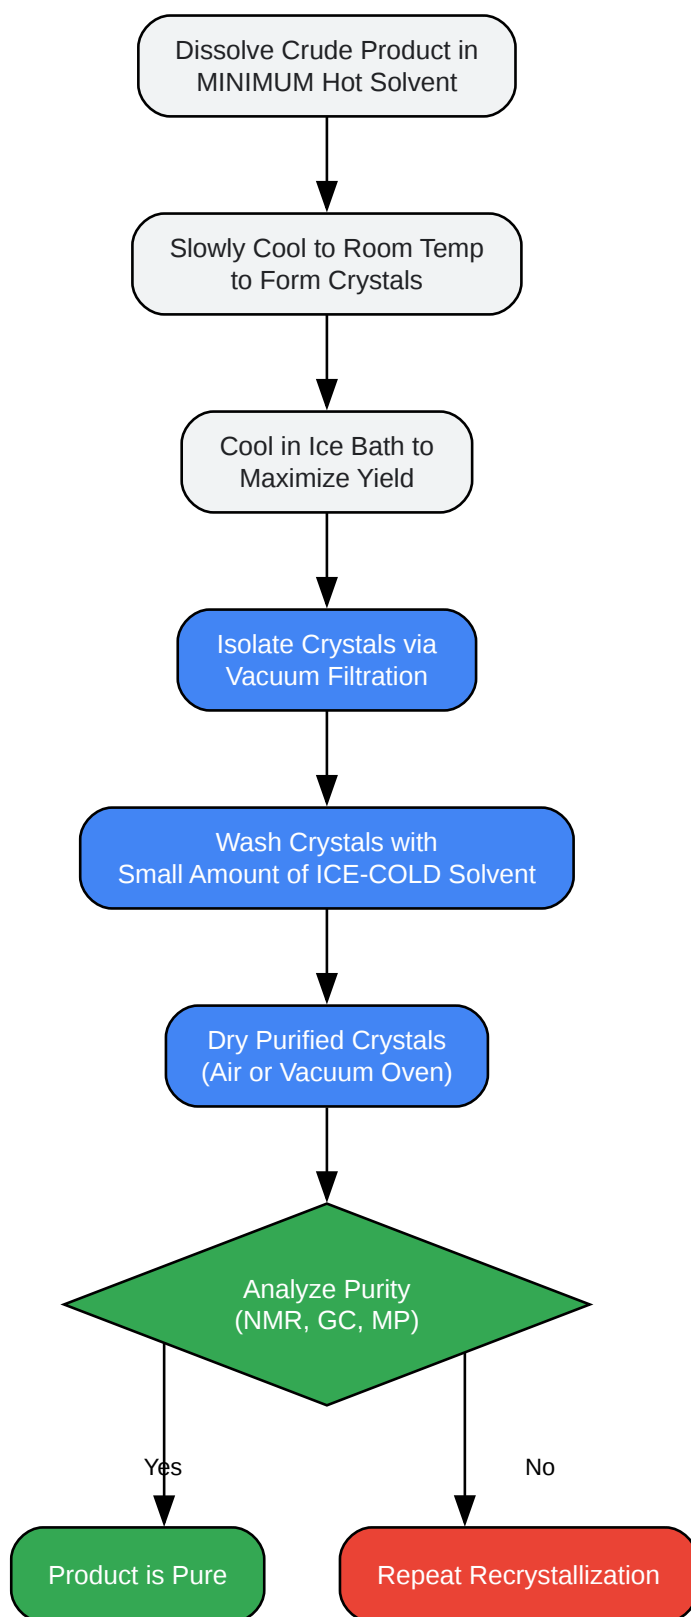 Dissolve Crude Product in
MINIMUM Hot Solvent
Slowly Cool to Room Temp
to Form Crystals
Cool in Ice Bath to
Maximize Yield
Isolate Crystals via
Vacuum Filtration
Wash Crystals with
Small Amount of ICE-COLD Solvent
Dry Purified Crystals
(Air or Vacuum Oven)
Analyze Purity
(NMR, GC, MP)
Yes
No
Product is Pure
Repeat Recrystallization